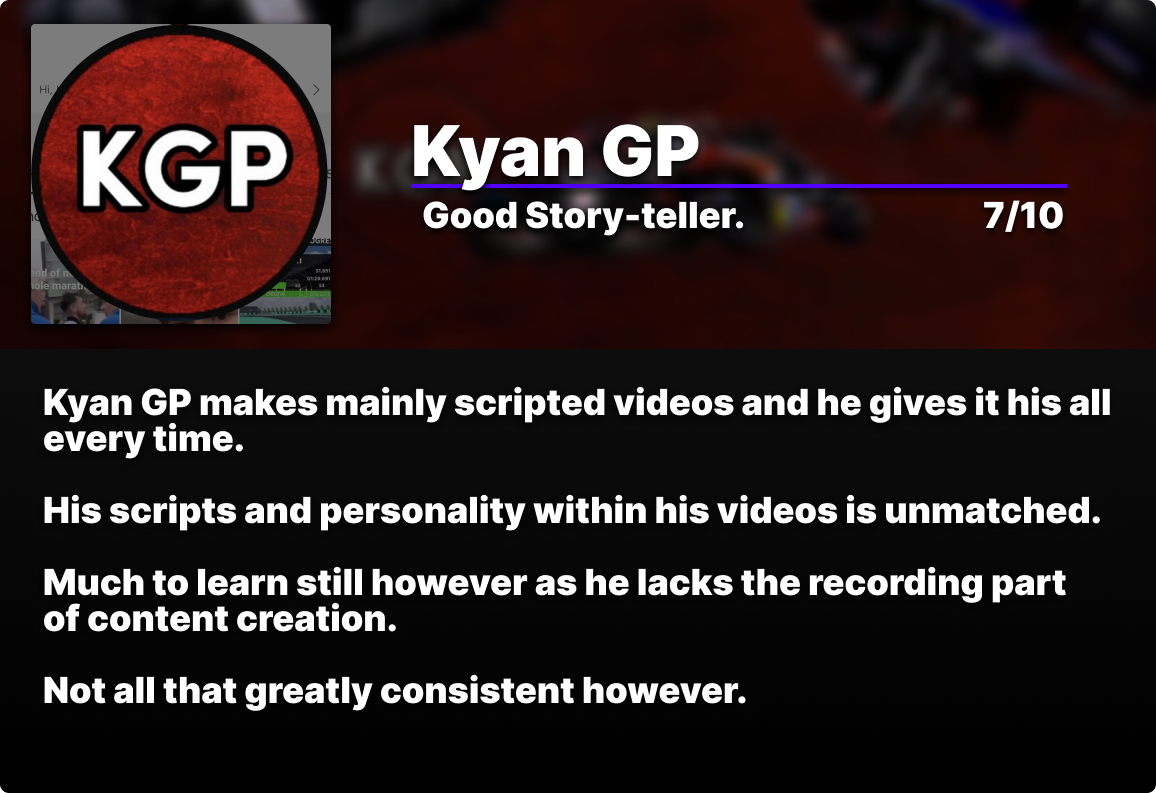 Hi,
KGP
Kyan GP
Good Story-teller.
7/10
Kyan GP makes mainly scripted videos and he gives it his all
every time.
His scripts and personality within his videos is unmatched.
Much to learn still however as he lacks the recording part
of content creation.
Not all that greatly consistent however.